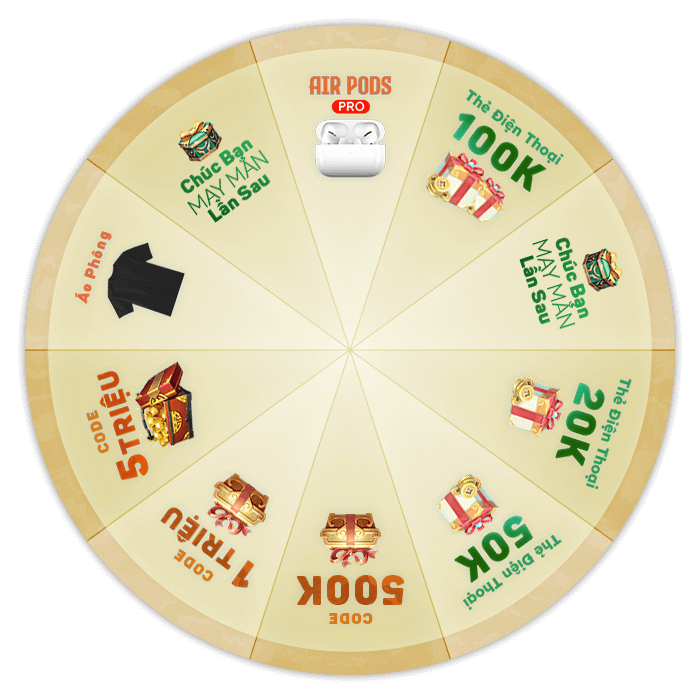 AIR PODS
PRO
Thẻ Điện Thoại
100K
Chúc Bạn
MAY MẮN
Lần Sau
Thẻ Điện Thoại
20K
Thẻ Điện Thoại
50K
CODE
500K
CODE
1 TRIỆU
CODE
5 TRIỆU
Áo Phông
Chúc Bạn
MAY MẮN
Lần Sau